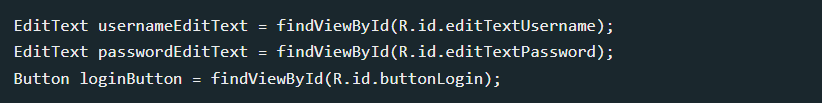 EditText usernameEditText = findViewById(R.id.editTextUsername);
EditText passwordEditText = findViewById(R.id.editTextPassword);
Button loginButton = findViewById(R.id.buttonLogin);